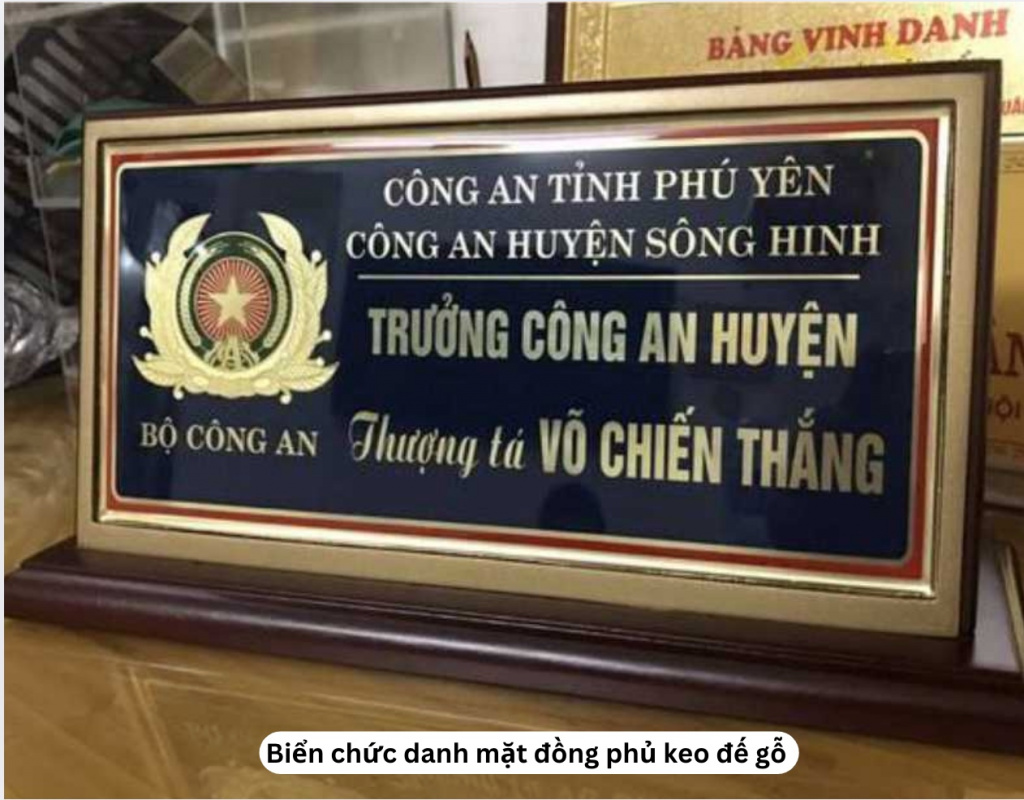 BẢNG VINH DANH
CÔNG AN TỈNH PHÚ YÊN
CÔNG AN HUYỆN SÔNG HINH
TRƯỞNG CÔNG AN HUYỆN
BỘ CÔNG AN
Thượng tá VÕ CHIẾN THẮNG
Biển chức danh mặt đồng phủ keo đế gỗ